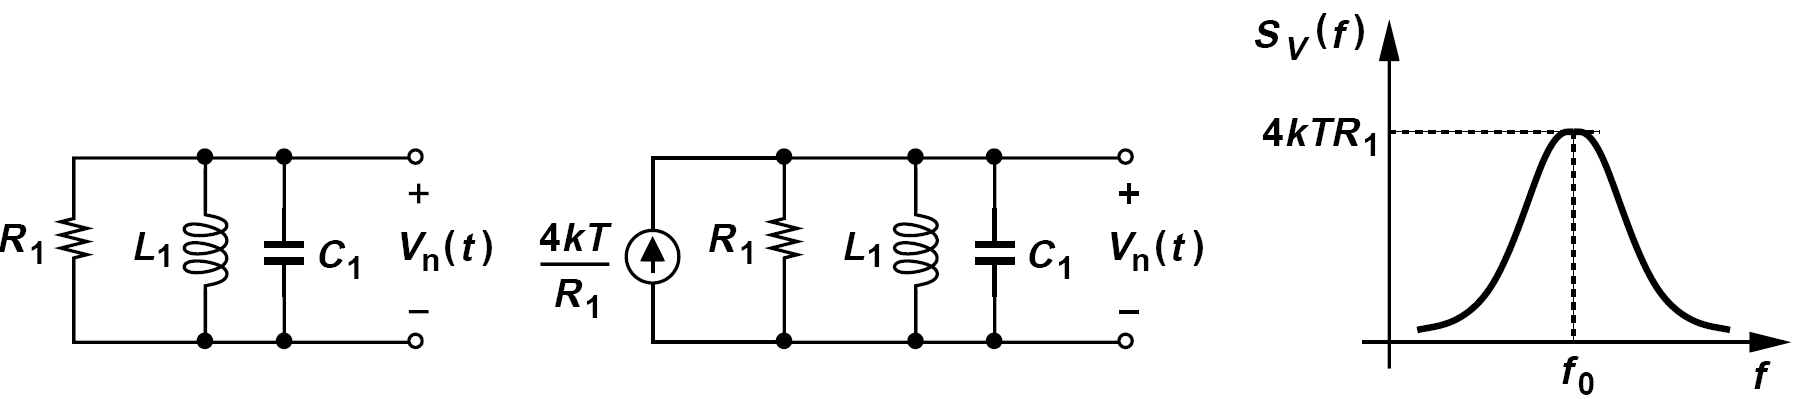 R1
L1
C1
+
Vn(t)
−
4kT
R1
R1
L1
C1
+
Vn(t)
−
SV(f)
4kTR1
f0
f